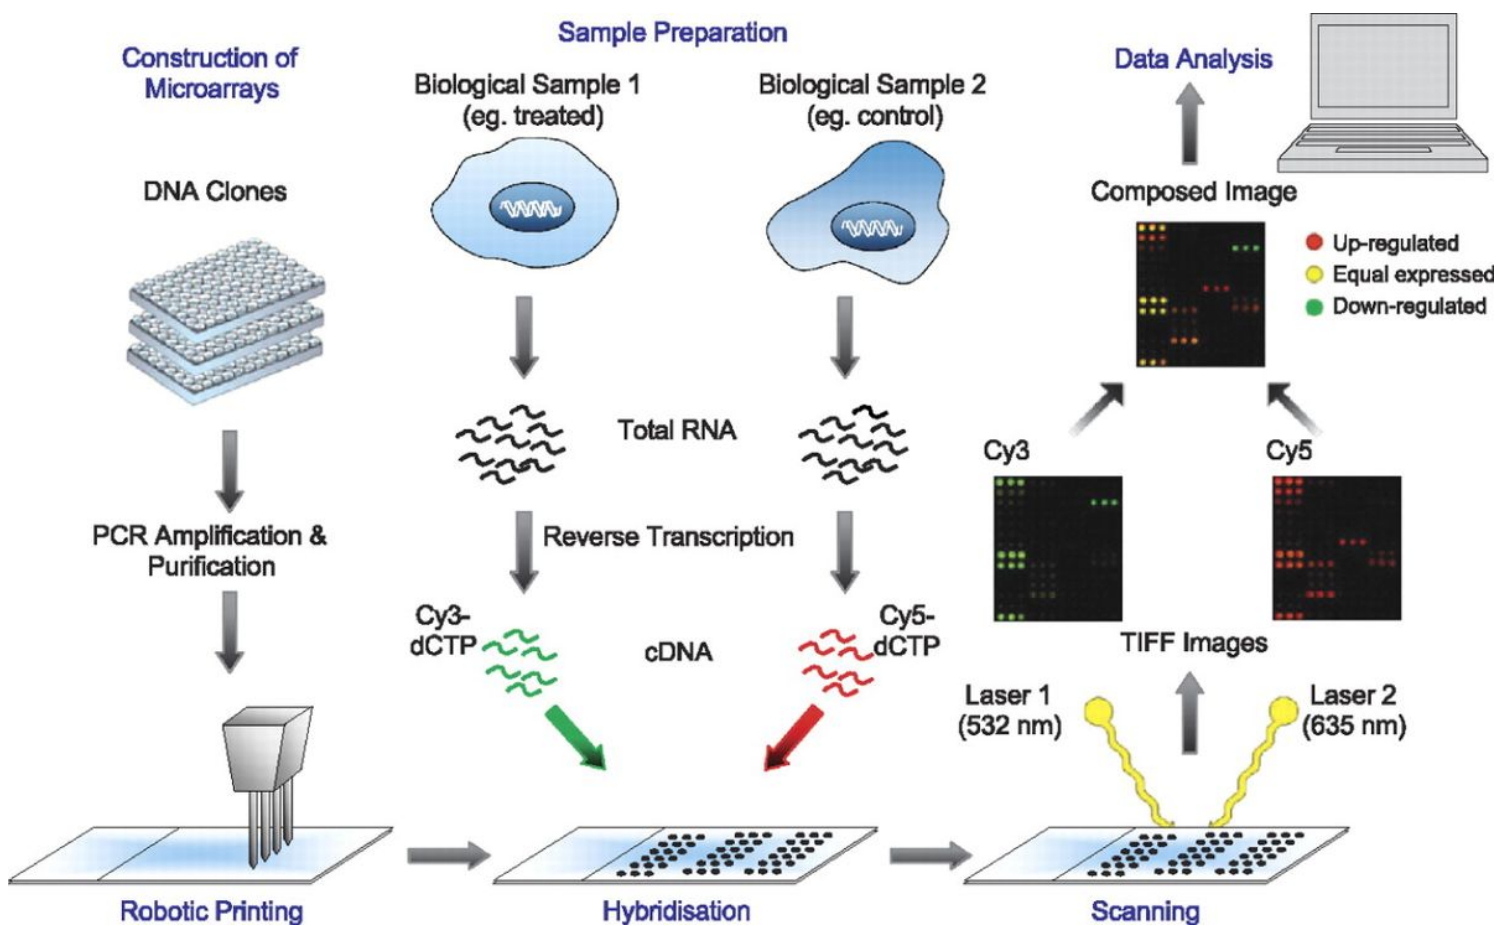 Construction of
Microarrays
DNA Clones
PCR Amplification &
Purification
Robotic Printing
Sample Preparation
Biological Sample 1
(eg. treated)
Biological Sample 2
(eg. control)
Total RNA
Reverse Transcription
Cy3-
dCTP
cDNA
Cy5-
dCTP
Hybridisation
Data Analysis
Composed Image
Up-regulated
Equal expressed
Down-regulated
Cy3
Cy5
TIFF Images
Laser 1
(532 nm)
Laser 2
(635 nm)
Scanning